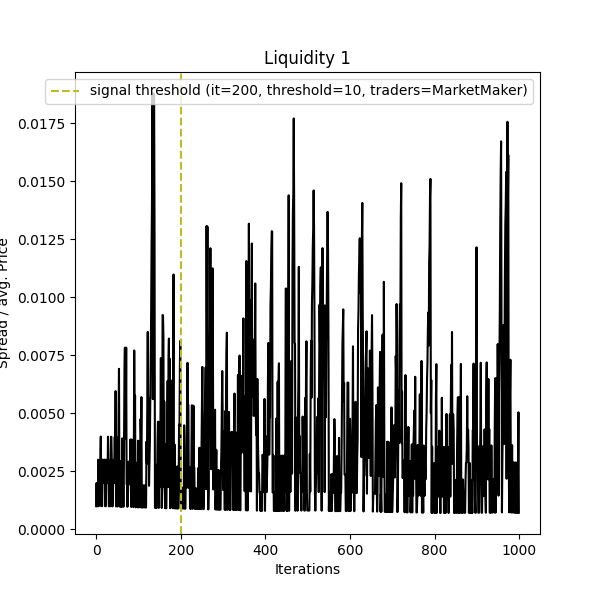 Liquidity 1
signal threshold (it=200, threshold=10, traders=MarketMaker)
0.0175
0.0150
0.0125
0.0100
0.0075
0.0050
0.0025
0.0000
Spread / avg. Price
0 200 400 600 800 1000
Iterations